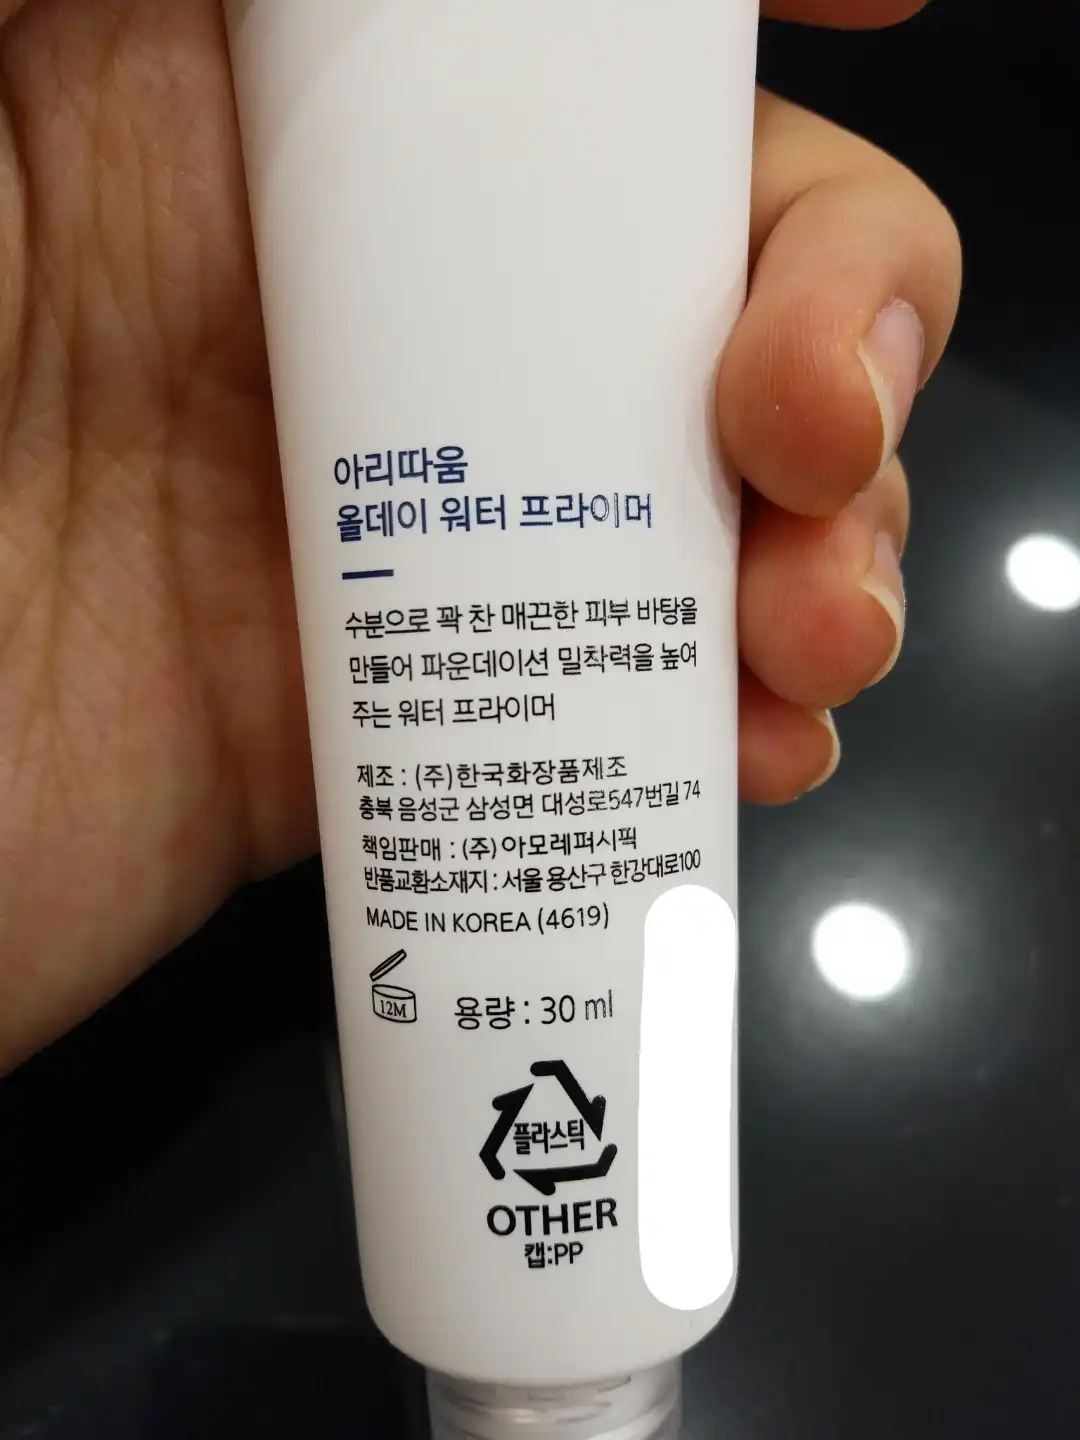 아리따움
올데이 워터 프라이머
수분으로 꽉 찬 매끈한 피부 바탕을
만들어 파운데이션 밀착력을 높여
주는 워터 프라이머
제조 : (주)한국화장품제조
충북 음성군 삼성면 대성로547번길 74
책임판매 : (주)아모레퍼시픽
반품교환소재지 : 서울 용산구 한강대로100
MADE IN KOREA (4619)
12M
용량 : 30 ml
플라스틱
OTHER
캡:PP